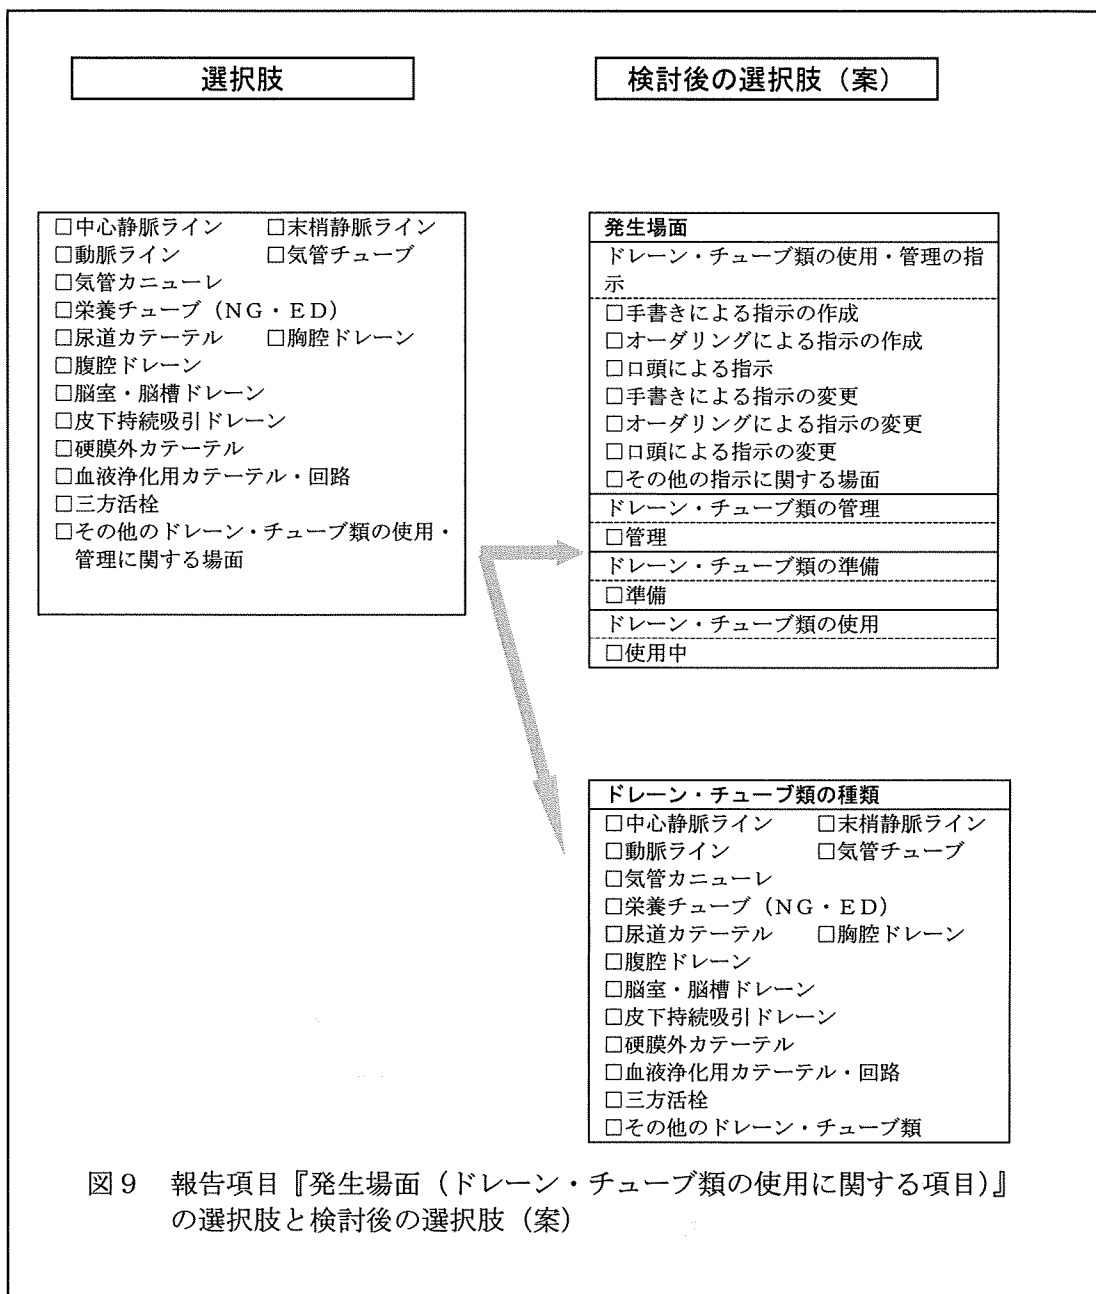 選択肢
検討後の選択肢（案）
□中心静脈ライン　□末梢静脈ライン
□動脈ライン　□気管チューブ
□気管カニューレ
□栄養チューブ（ＮＧ・ＥＤ）
□尿道カテーテル　□胸腔ドレーン
□腹腔ドレーン
□脳室・脳槽ドレーン
□皮下持続吸引ドレーン
□硬膜外カテーテル
□血液浄化用カテーテル・回路
□三方活栓
□その他のドレーン・チューブ類の使用・
管理に関する場面
発生場面
ドレーン・チューブ類の使用・管理の指
示
□手書きによる指示の作成
□オーダリングによる指示の作成
□口頭による指示
□手書きによる指示の変更
□オーダリングによる指示の変更
□口頭による指示の変更
□その他の指示に関する場面
ドレーン・チューブ類の管理
□管理
ドレーン・チューブ類の準備
□準備
ドレーン・チューブ類の使用
□使用中
ドレーン・チューブ類の種類
□中心静脈ライン　□末梢静脈ライン
□動脈ライン　□気管チューブ
□気管カニューレ
□栄養チューブ（ＮＧ・ＥＤ）
□尿道カテーテル　□胸腔ドレーン
□腹腔ドレーン
□脳室・脳槽ドレーン
□皮下持続吸引ドレーン
□硬膜外カテーテル
□血液浄化用カテーテル・回路
□三方活栓
□その他のドレーン・チューブ類
図９　報告項目『発生場面（ドレーン・チューブ類の使用に関する項目）』
の選択肢と検討後の選択肢（案）